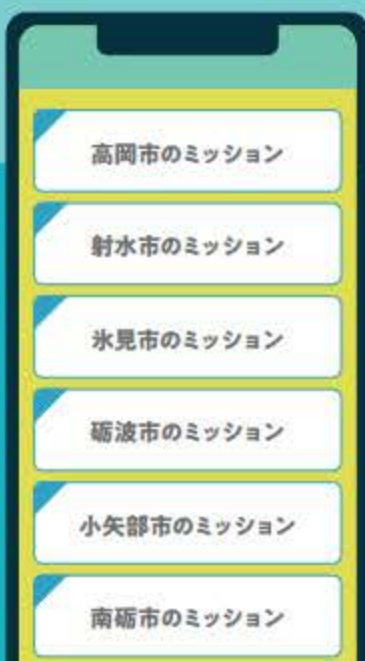 高岡市のミッション
射水市のミッション
氷見市のミッション
砺波市のミッション
小矢部市のミッション
南砺市のミッション